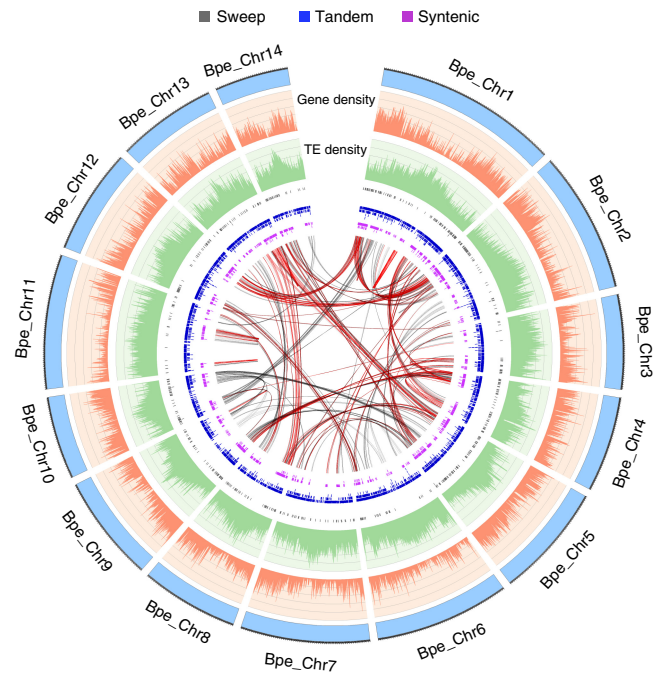 Sweep Tandem Syntenic
Bpe_Chr1
Bpe_Chr2
Bpe_Chr3
Bpe_Chr4
Bpe_Chr5
Bpe_Chr6
Bpe_Chr7
Bpe_Chr8
Bpe_Chr9
Bpe_Chr10
Bpe_Chr11
Bpe_Chr12
Bpe_Chr13
Bpe_Chr14
Gene density
TE density